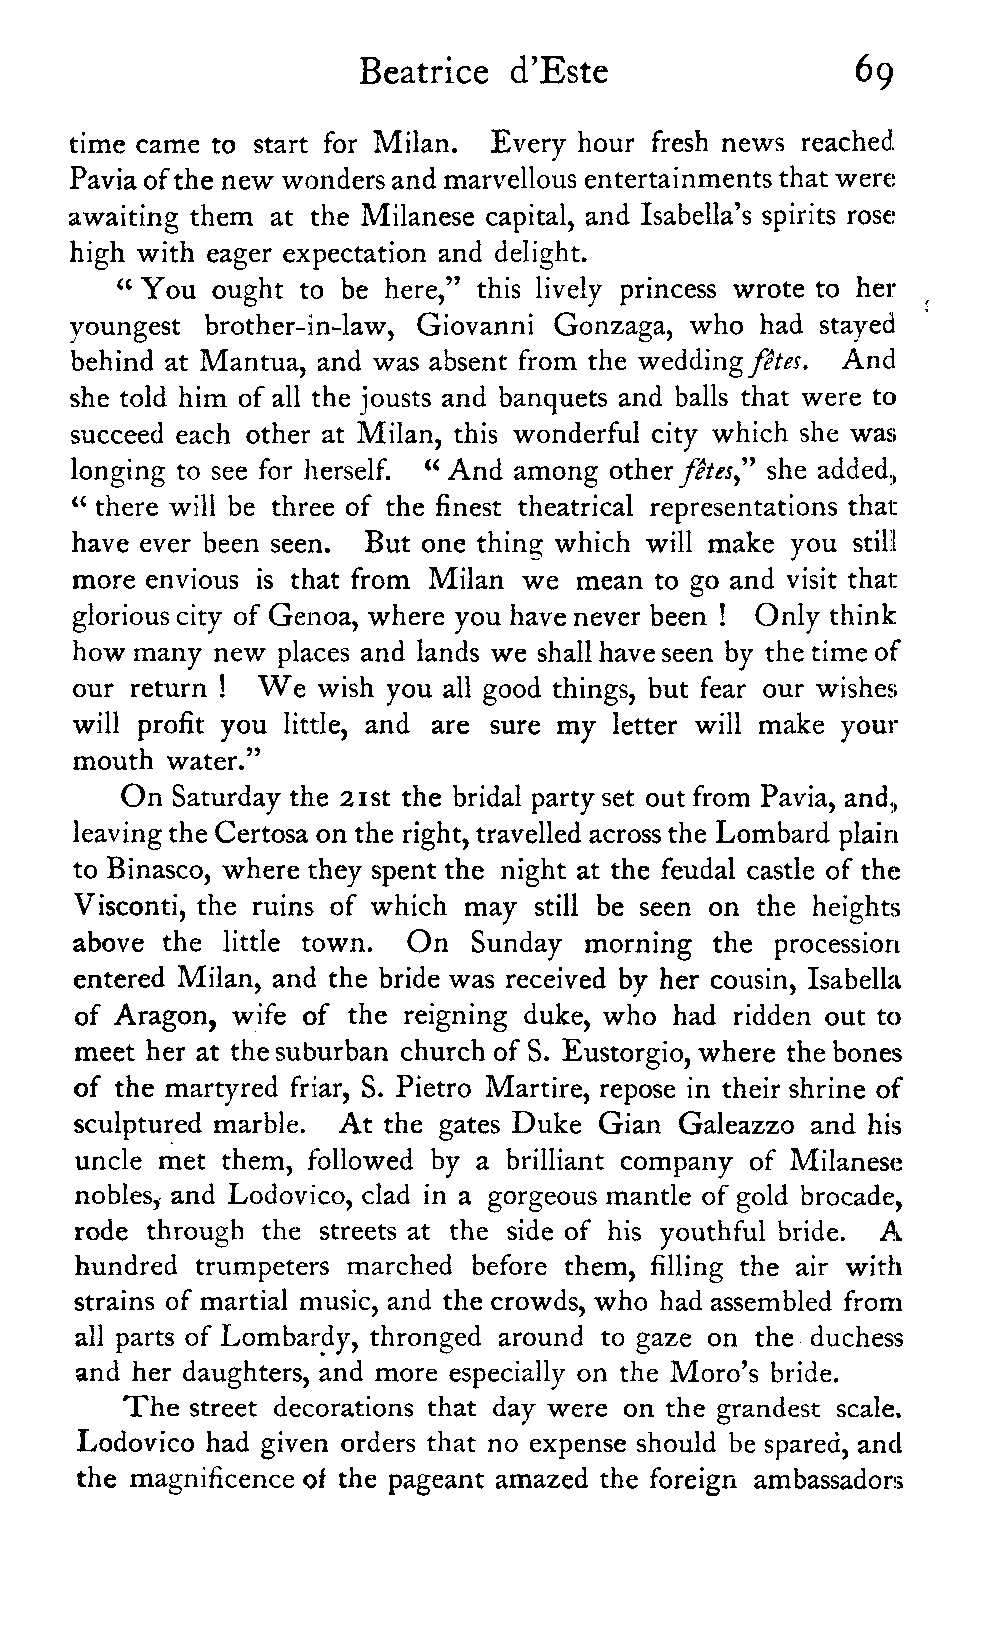 Beatrice d'Este 69
time came to start for Milan. Every hour fresh news reached
Pavia of the new wonders and marvellous entertainments that were
awaiting them at the Milanese capital, and Isabella's spirits rose
high with eager expectation and delight.
“ You ought to be here,” this lively princess wrote to her
youngest brother-in-law, Giovanni Gonzaga, who had stayed
behind at Mantua, and was absent from the wedding fêtes. And
she told him of all the jousts and banquets and balls that were to
succeed each other at Milan, this wonderful city which she was
longing to see for herself. “ And among other fêtes,” she added,
“ there will be three of the finest theatrical representations that
have ever been seen. But one thing which will make you still
more envious is that from Milan we mean to go and visit that
glorious city of Genoa, where you have never been ! Only think
how many new places and lands we shall have seen by the time of
our return ! We wish you all good things, but fear our wishes
will profit you little, and are sure my letter will make your
mouth water.”
On Saturday the 21st the bridal party set out from Pavia, and,
leaving the Certosa on the right, travelled across the Lombard plain
to Binasco, where they spent the night at the feudal castle of the
Visconti, the ruins of which may still be seen on the heights
above the little town. On Sunday morning the procession
entered Milan, and the bride was received by her cousin, Isabella
of Aragon, wife of the reigning duke, who had ridden out to
meet her at the suburban church of S. Eustorgio, where the bones
of the martyred friar, S. Pietro Martire, repose in their shrine of
sculptured marble. At the gates Duke Gian Galeazzo and his
uncle met them, followed by a brilliant company of Milanese
nobles, and Lodovico, clad in a gorgeous mantle of gold brocade,
rode through the streets at the side of his youthful bride. A
hundred trumpeters marched before them, filling the air with
strains of martial music, and the crowds, who had assembled from
all parts of Lombardy, thronged around to gaze on the duchess
and her daughters, and more especially on the Moro's bride.
The street decorations that day were on the grandest scale.
Lodovico had given orders that no expense should be spared, and
the magnificence of the pageant amazed the foreign ambassadors